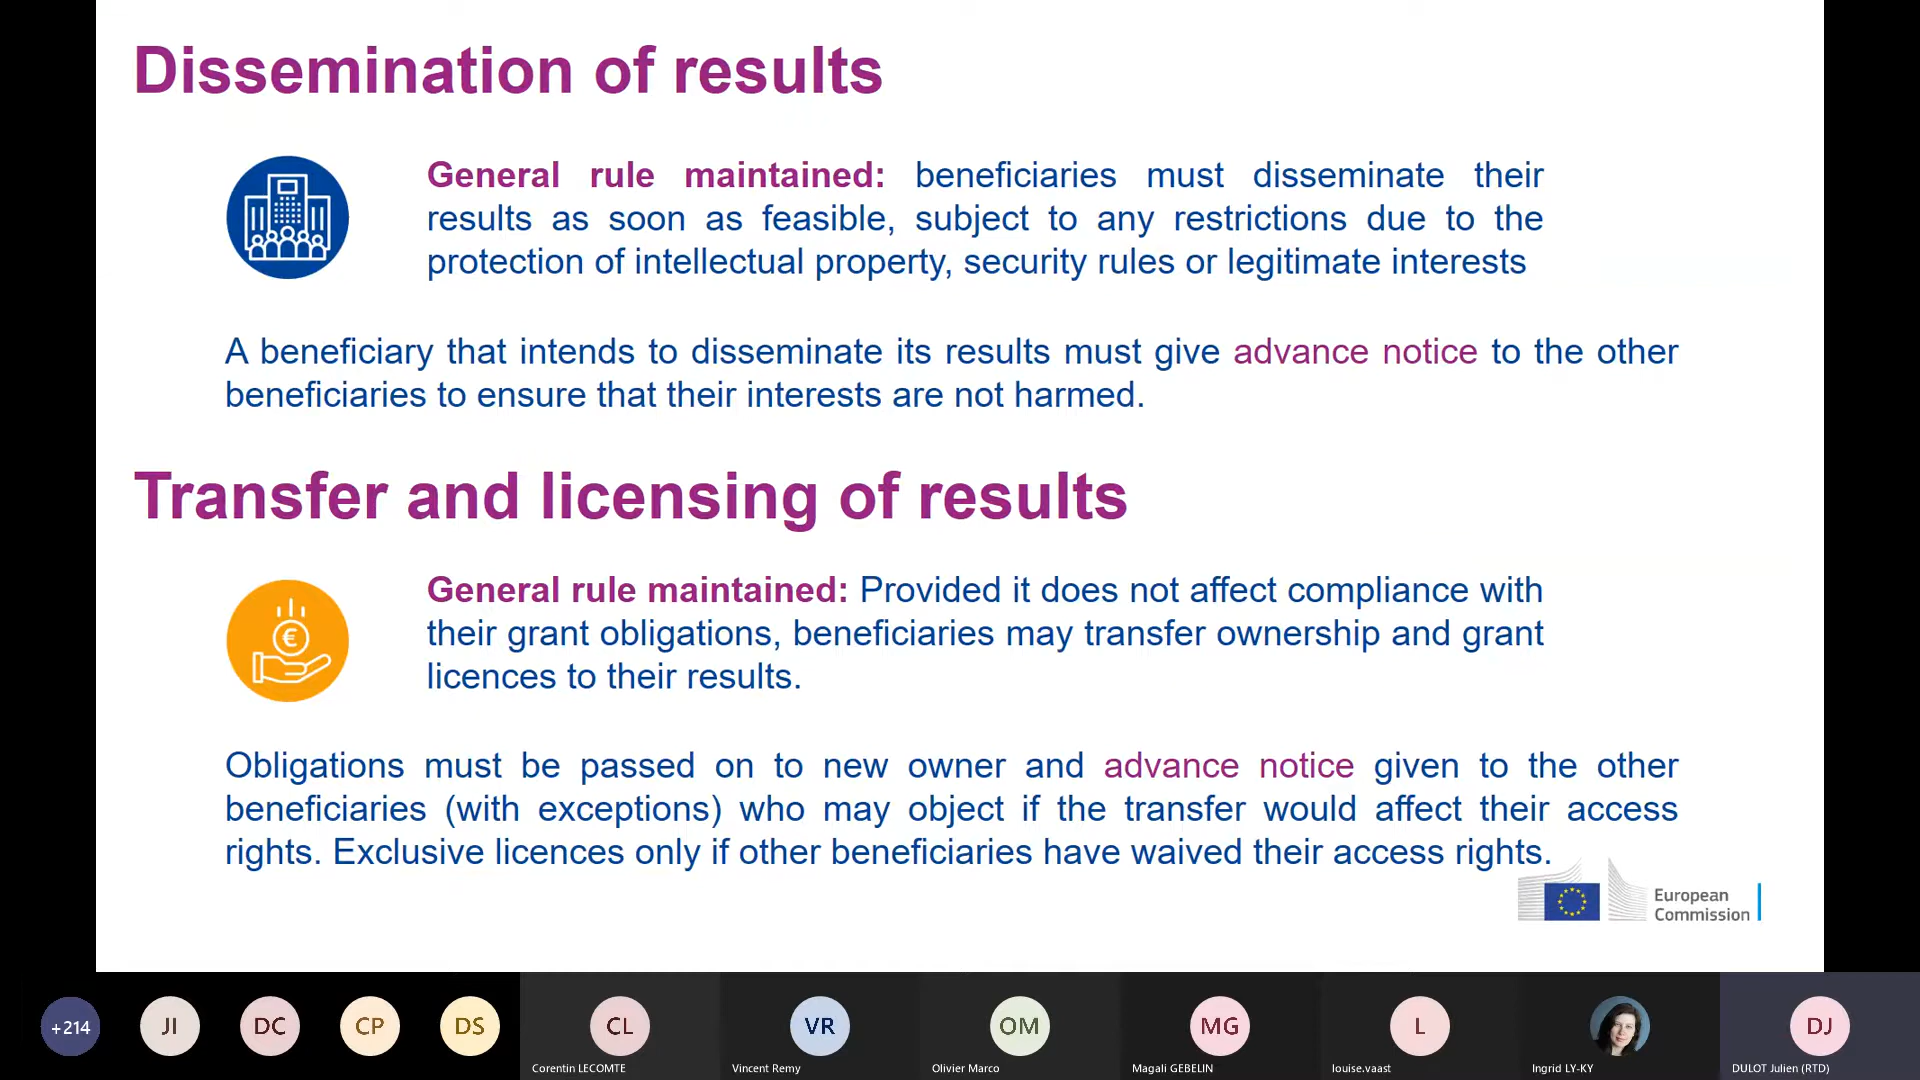 Dissemination of results
General rule maintained: beneficiaries must disseminate their
results as soon as feasible, subject to any restrictions due to the
protection of intellectual property, security rules or legitimate interests
A beneficiary that intends to disseminate its results must give advance notice to the other
beneficiaries to ensure that their interests are not harmed.
Transfer and licensing of results
€
General rule maintained: Provided it does not affect compliance with
their grant obligations, beneficiaries may transfer ownership and grant
licences to their results.
Obligations must be passed on to new owner and advance notice given to the other
beneficiaries (with exceptions) who may object if the transfer would affect their access
rights. Exclusive licences only if other beneficiaries have waived their access rights.
European
Commission
+214 JI DC CP DS CL VR OM MG L DJ
Corentin LECOMTE Vincent Remy Olivier Marco Magali GEBELIN louise.vaast Ingrid LY-KY DULOT Julien (RTD)